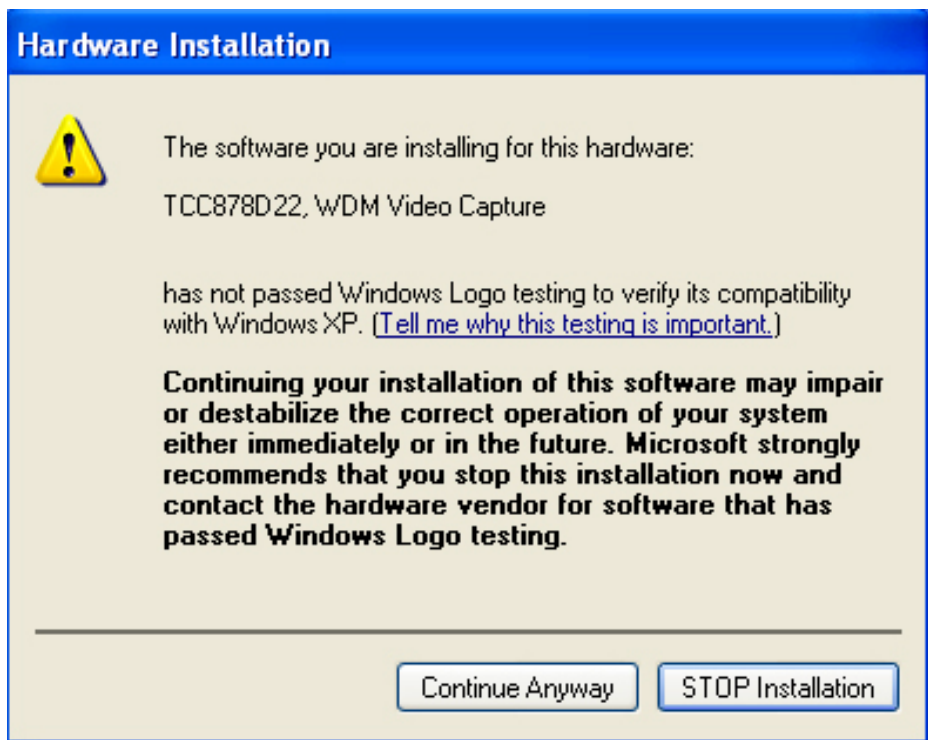 Hardware Installation
The software you are installing for this hardware:
TCC878D22, WDM Video Capture
has not passed Windows Logo testing to verify its compatibility
with Windows XP. (Tell me why this testing is important.)
Continuing your installation of this software may impair
or destabilize the correct operation of your system
either immediately or in the future. Microsoft strongly
recommends that you stop this installation now and
contact the hardware vendor for software that has
passed Windows Logo testing.
Continue Anyway
STOP Installation